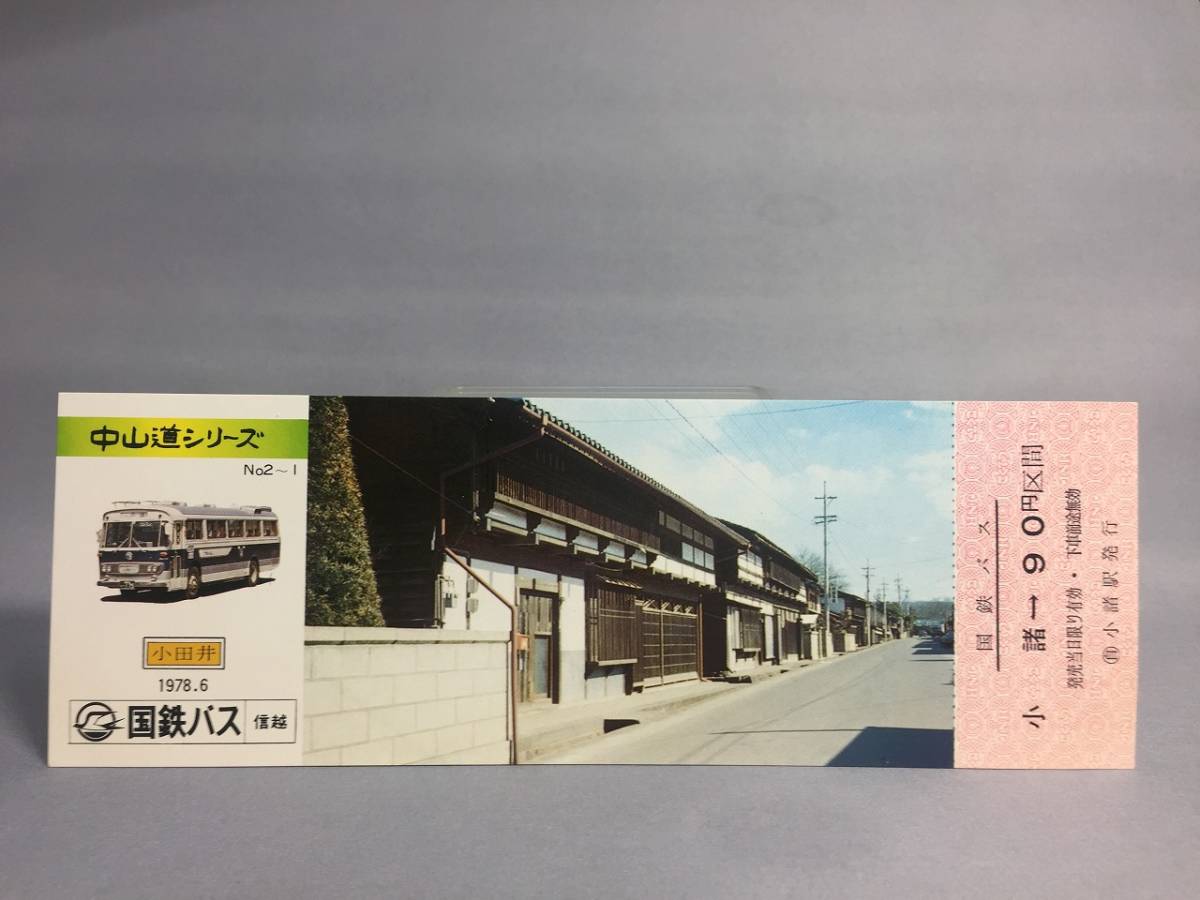 中山道シリーズ
No2~1
小田井
1978.6
国鉄バス 信越
国鉄バス
小諸→90円区間
発売当日限り有効・下車前途無効
小諸駅発行